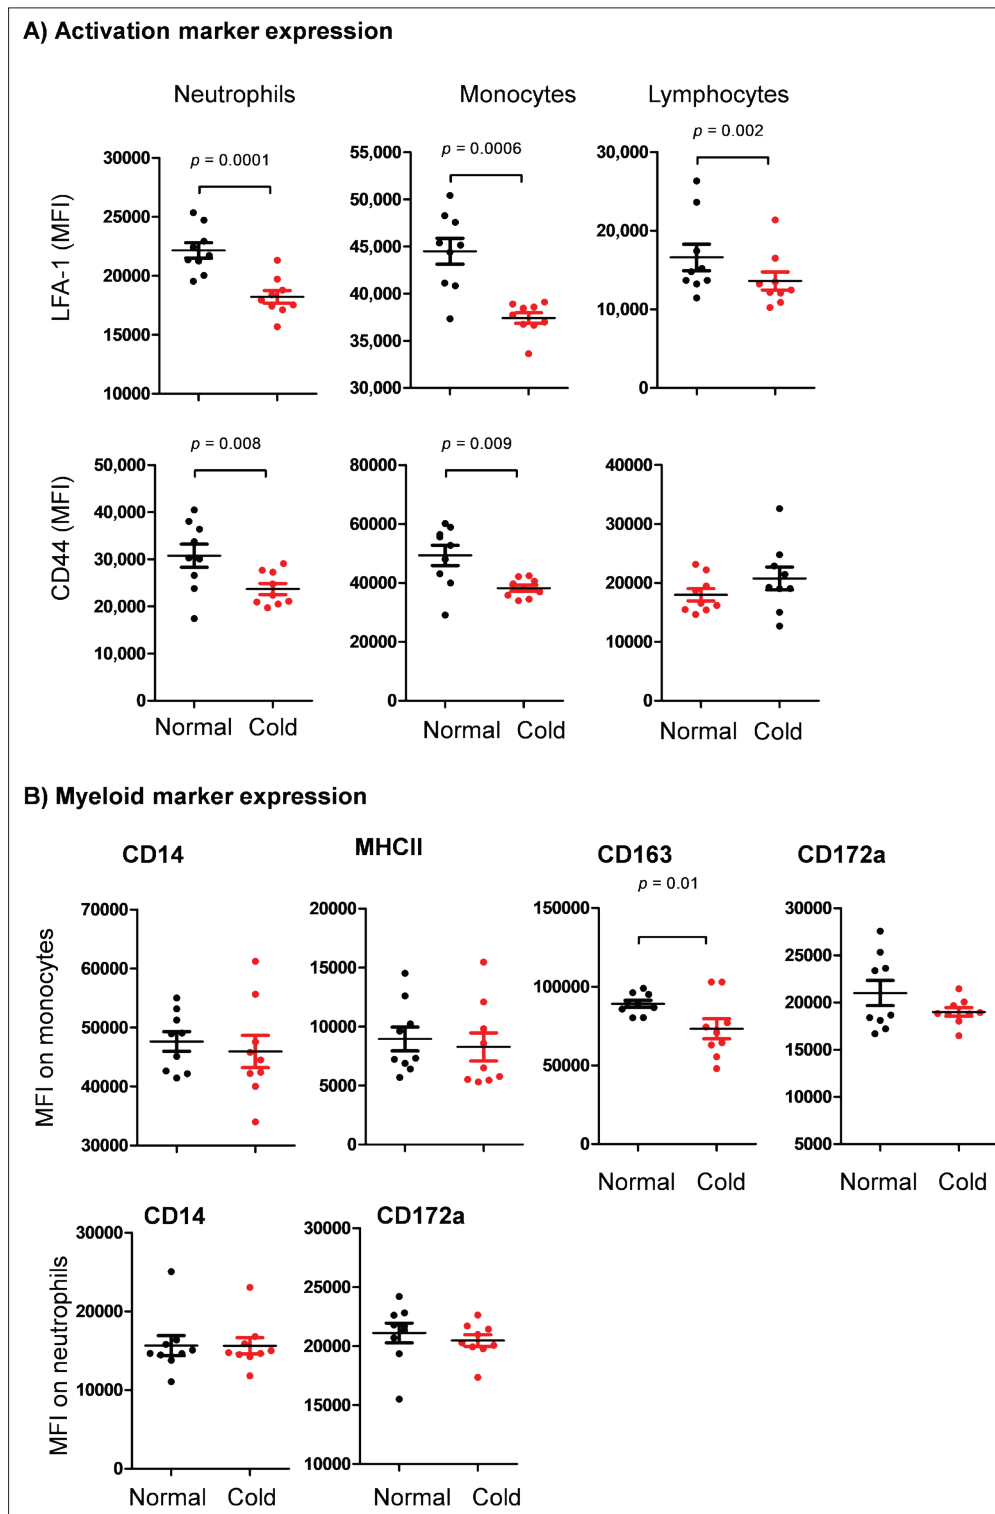 A) Activation marker expression
Neutrophils Monocytes Lymphocytes
LFA-1 (MFI)
p = 0.0001
30000
25000
20000
15000
10000
p = 0.0006
55,000
50,000
45,000
40,000
35,000
30,000
p = 0.002
30,000
20,000
10,000
0
CD44 (MFI)
p = 0.008
50,000
40,000
30,000
20,000
10,000
0
Normal Cold
p = 0.009
80000
60000
40000
20000
0
Normal Cold
40000
30000
20000
10000
0
Normal Cold
B) Myeloid marker expression
MFI on monocytes
CD14
70000
60000
50000
40000
30000
MHCII
20000
15000
10000
5000
0
CD163
p = 0.01
150000
100000
50000
0
Normal Cold
CD172a
30000
25000
20000
15000
10000
5000
Normal Cold
MFI on neutrophils
CD14
30000
20000
10000
0
Normal Cold
CD172a
30000
25000
20000
15000
10000
Normal Cold